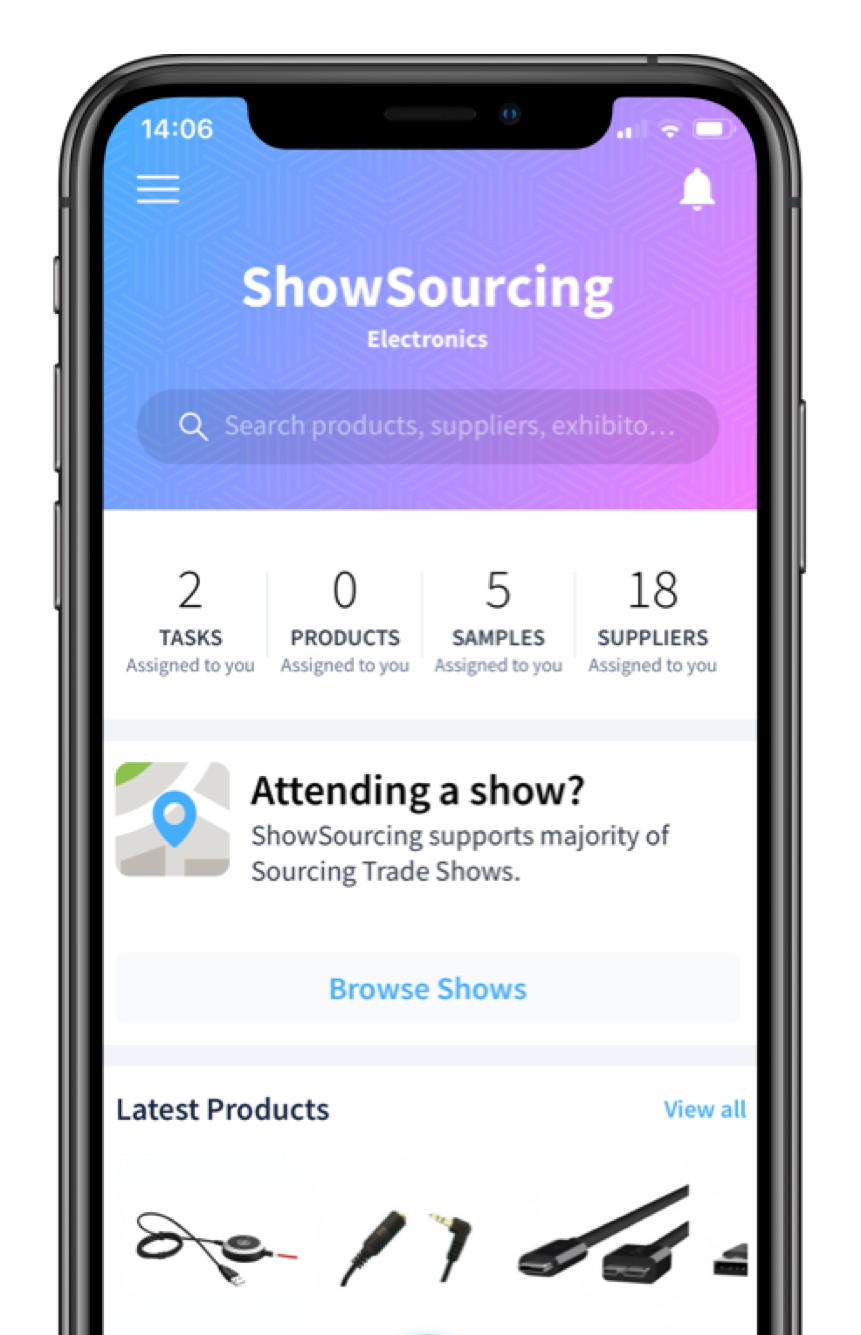 14:06
ShowSourcing
Electronics
Search products, suppliers, exhibito...
2 0 5 18
TASKS PRODUCTS SAMPLES SUPPLIERS
Assigned to you Assigned to you Assigned to you Assigned to you
Attending a show?
ShowSourcing supports majority of
Sourcing Trade Shows.
Browse Shows
Latest Products View all